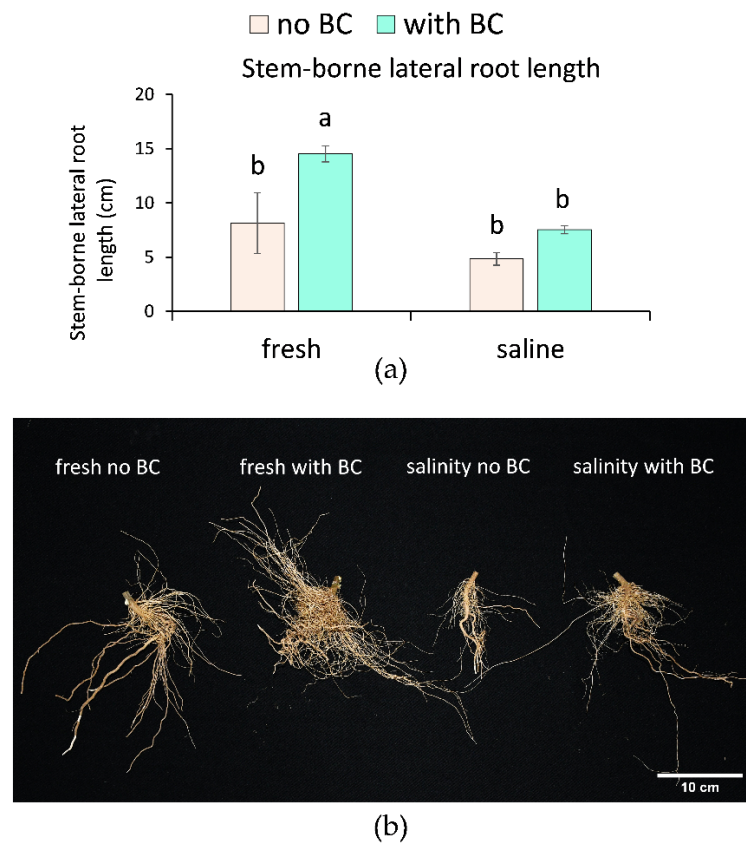 no BC with BC
Stem-borne lateral root length
Stem-borne lateral root
length (cm)
20
15
10
5
0
b
a
b
b
fresh
saline
(a)
fresh no BC
fresh with BC
salinity no BC
salinity with BC
10 cm
(b)